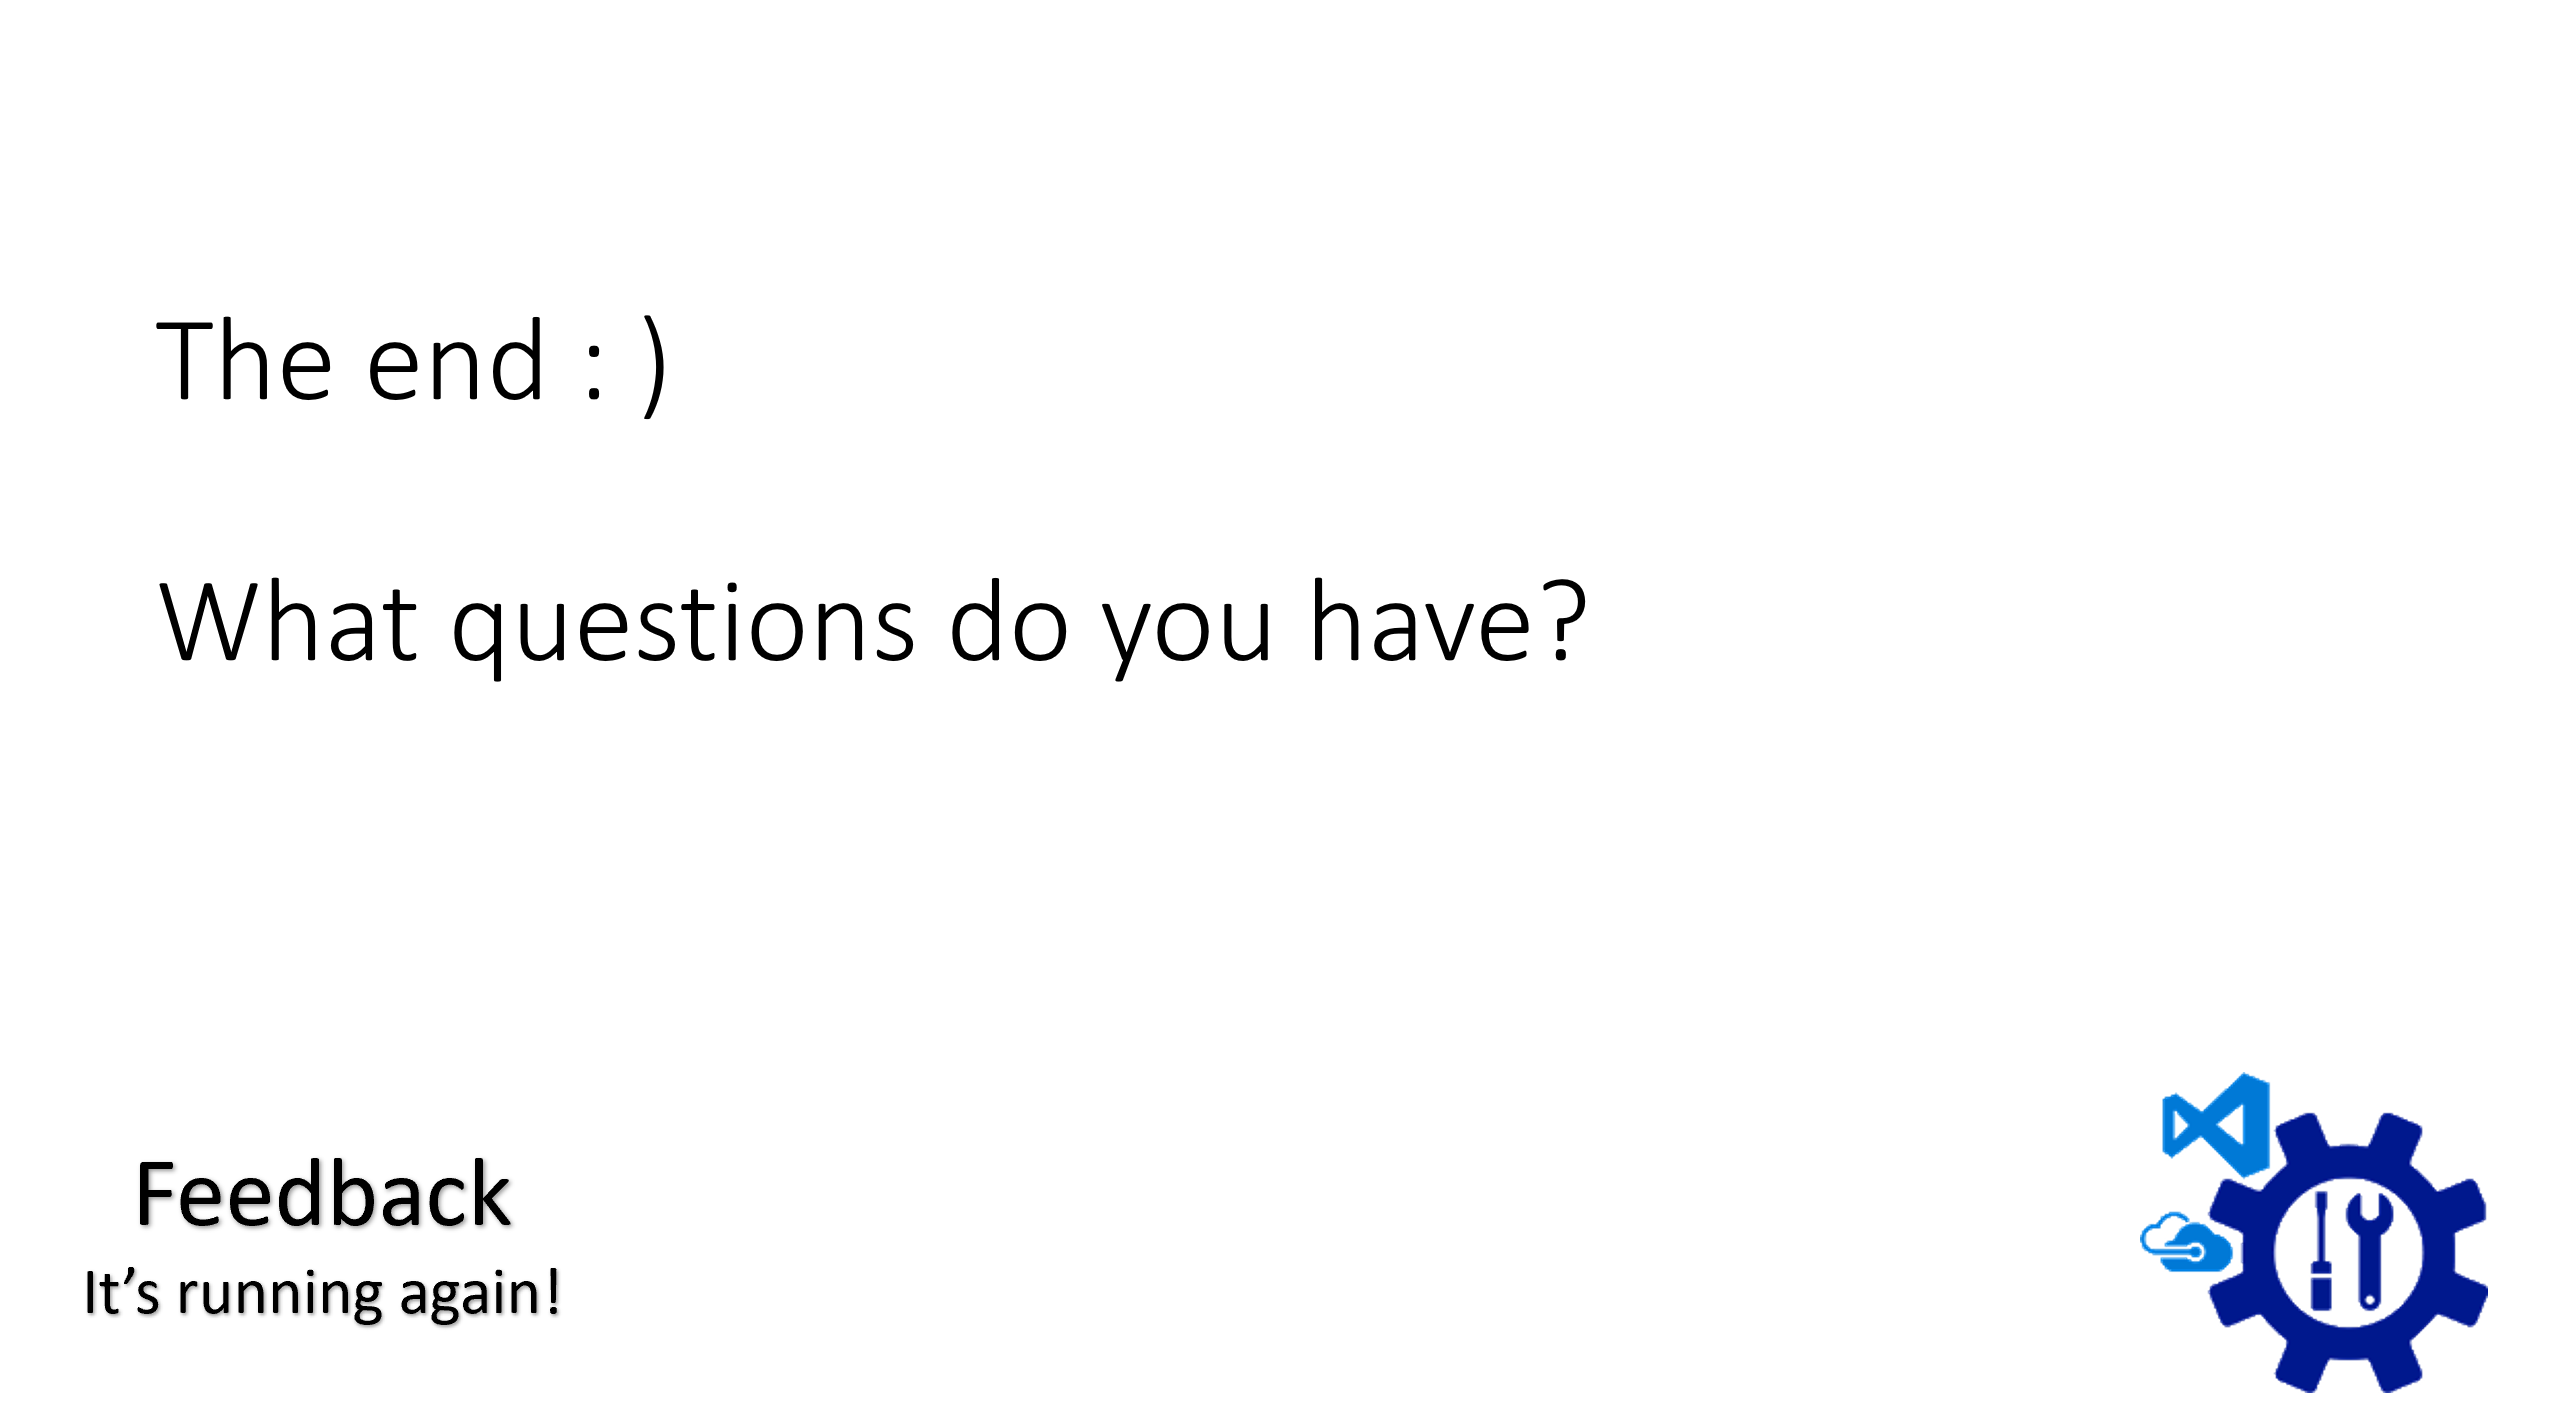 The end : )
What questions do you have?
Feedback
It’s running again!